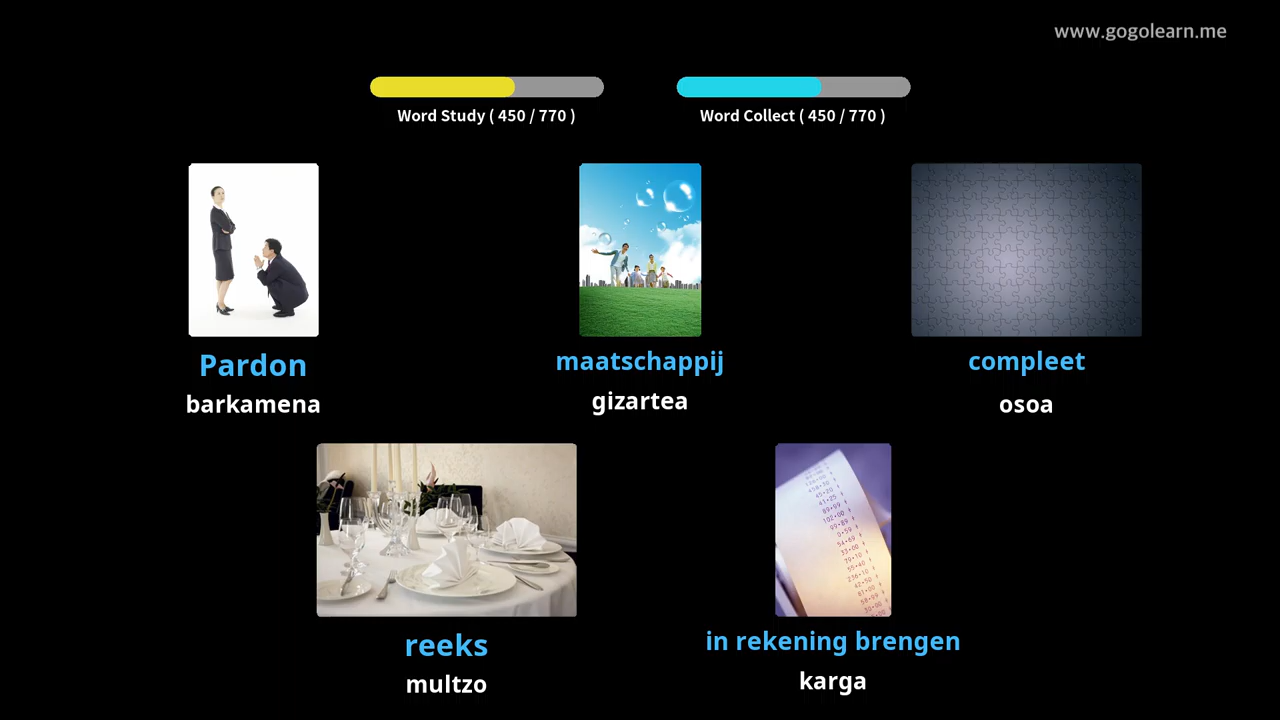 www.gogolearn.me
Word Study ( 450 / 770 )
Word Collect ( 450 / 770 )
Pardon
barkamena
maatschappij
gizartea
compleet
osoa
reeks
multzo
in rekening brengen
karga